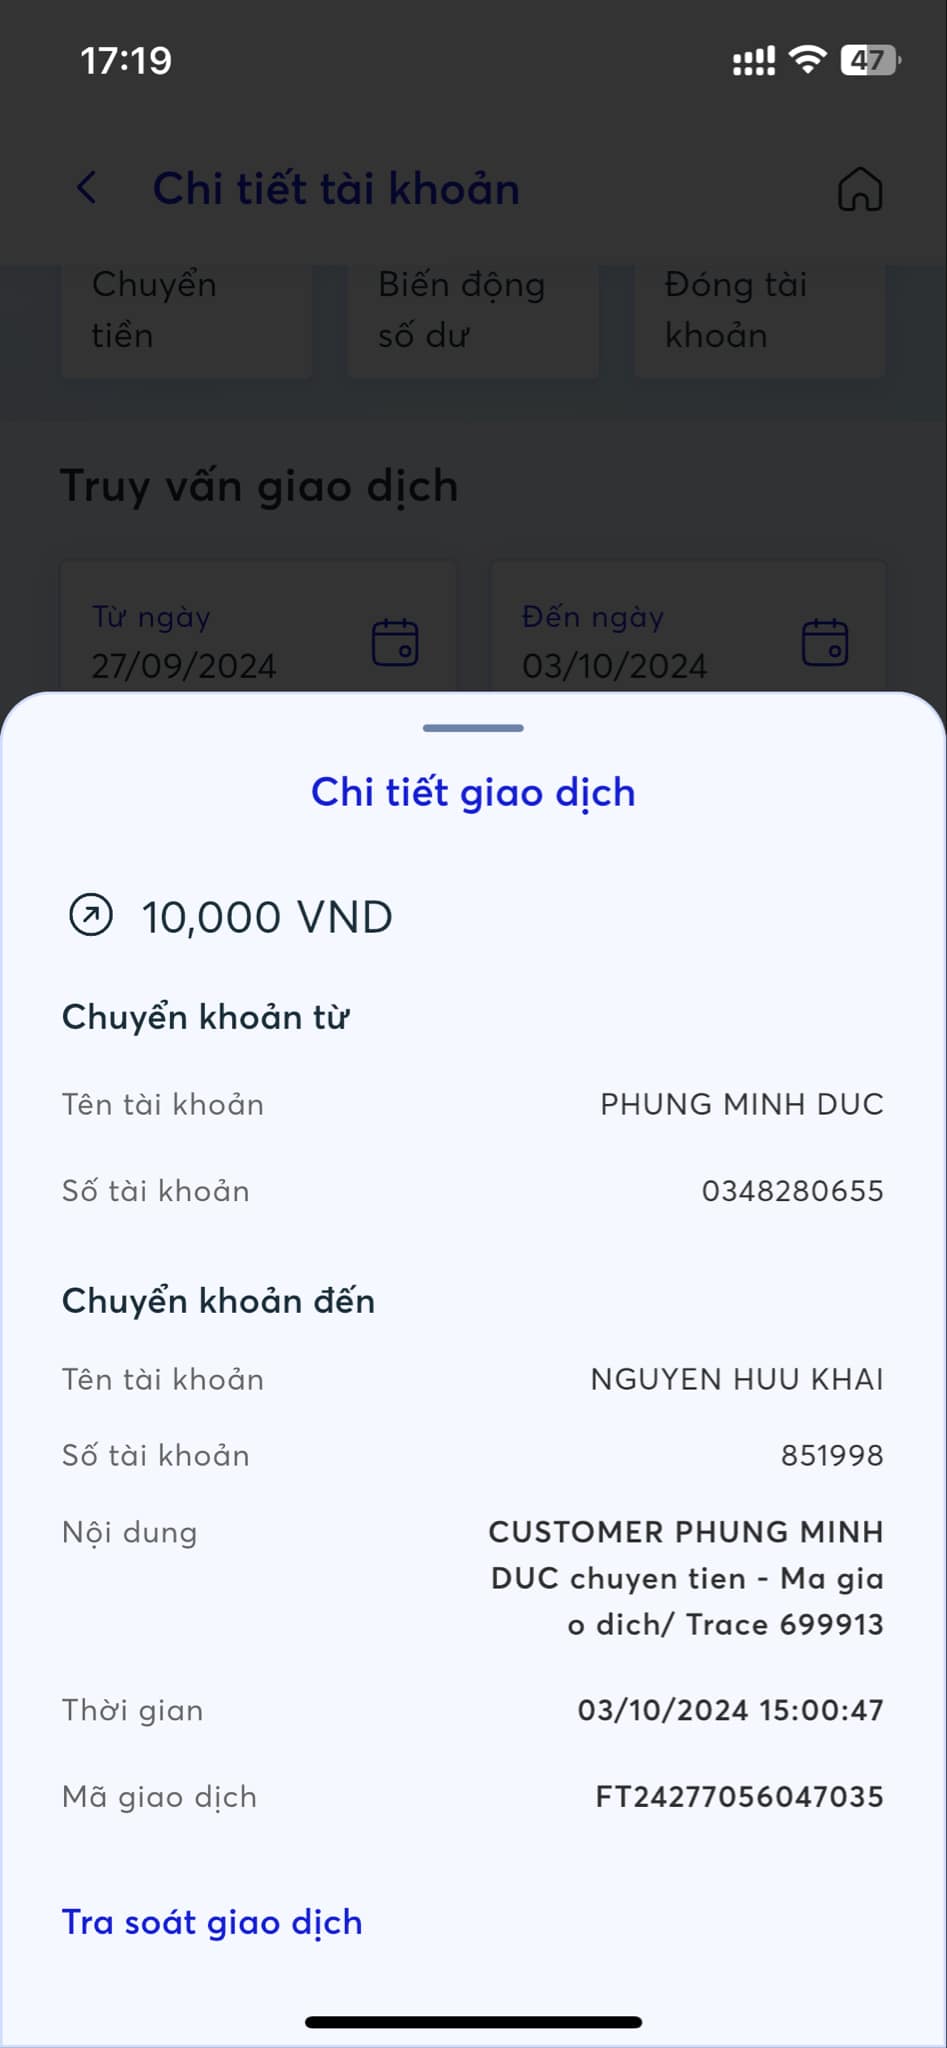 17:19
47
Chi tiết tài khoản
Chuyển
tiền
Biến động
số dư
Đóng tài
khoản
Truy vấn giao dịch
Từ ngày
27/09/2024
Đến ngày
03/10/2024
Chi tiết giao dịch
10,000 VND
Chuyển khoản từ
Tên tài khoản PHUNG MINH DUC
Số tài khoản 0348280655
Chuyển khoản đến
Tên tài khoản NGUYEN HUU KHAI
Số tài khoản 851998
Nội dung CUSTOMER PHUNG MINH
DUC chuyen tien - Ma gia
o dich/ Trace 699913
Thời gian 03/10/2024 15:00:47
Mã giao dịch FT24277056047035
Tra soát giao dịch